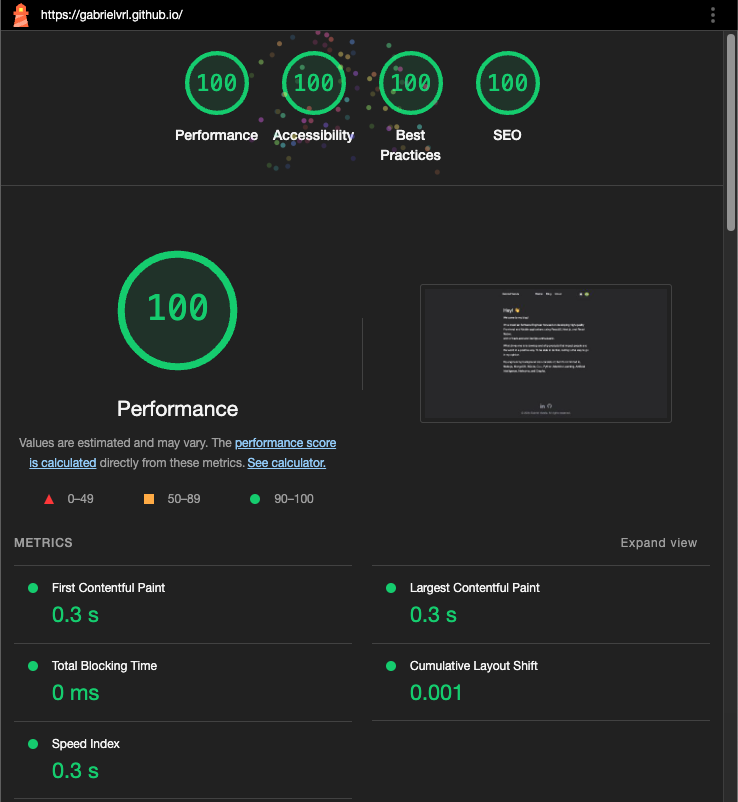 https://gabrielvrl.github.io/
100
100
100
100
Performance
Accessibility
Best
Practices
SEO
100
Performance
Values are estimated and may vary. The performance score
is calculated directly from these metrics. See calculator.
0–49
50–89
90–100
Hey!
METRICS
Expand view
First Contentful Paint
0.3 s
Largest Contentful Paint
0.3 s
Total Blocking Time
0 ms
Cumulative Layout Shift
0.001
Speed Index
0.3 s